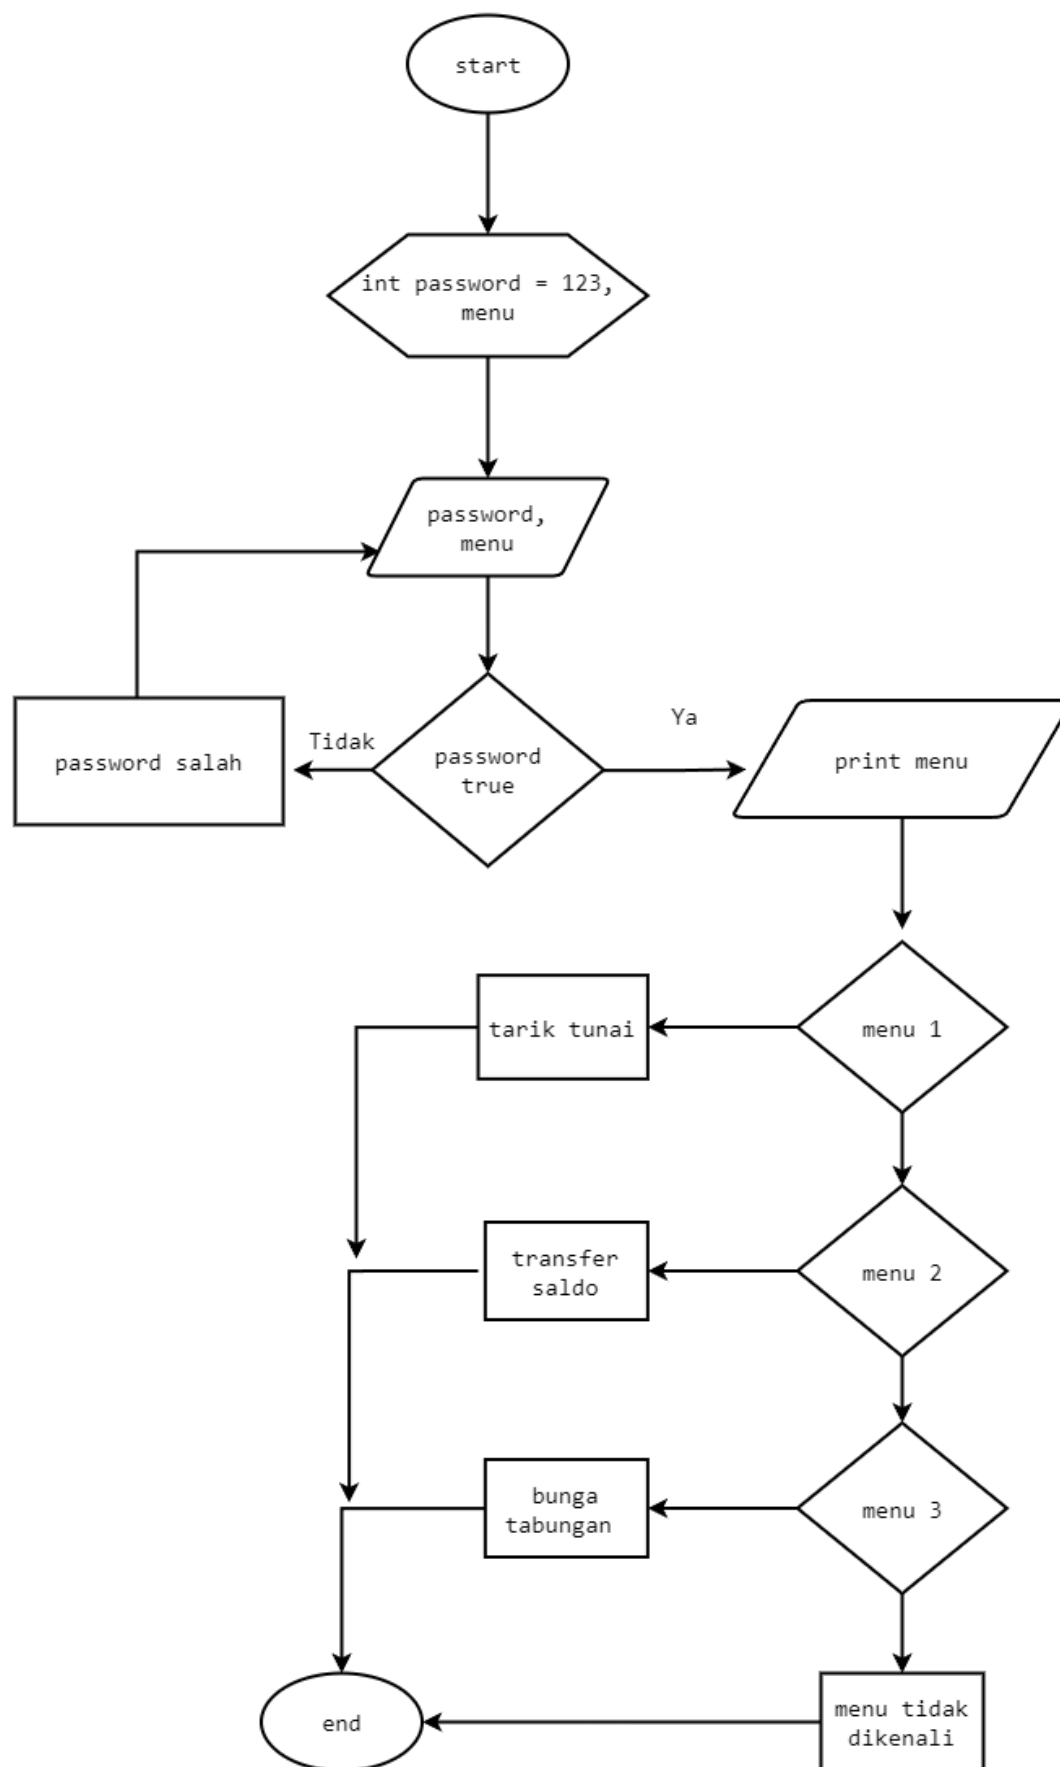 start
int password = 123,
menu
password,
menu
Tidak
password
true
Ya
password salah
print menu
tarik tunai
menu 1
transfer
saldo
menu 2
bunga
tabungan
menu 3
end
menu tidak
dikenali